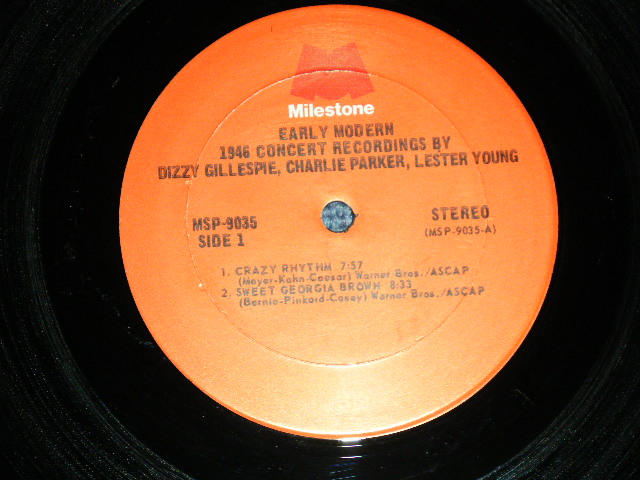 Milestone
EARLY MODERN
1946 CONCERT RECORDINGS BY
DIZZY GILLESPIE, CHARLIE PARKER, LESTER YOUNG
MSP-9035
SIDE 1
STEREO
(MSP-9035-A)
1. CRAZY RHYTHM 7:57
(Meyer-Kahn-Caesar) Warner Bros./ASCAP
2. SWEET GEORGIA BROWN 8:33
(Bernie-Pinkard-Casey) Warner Bros./ASCAP